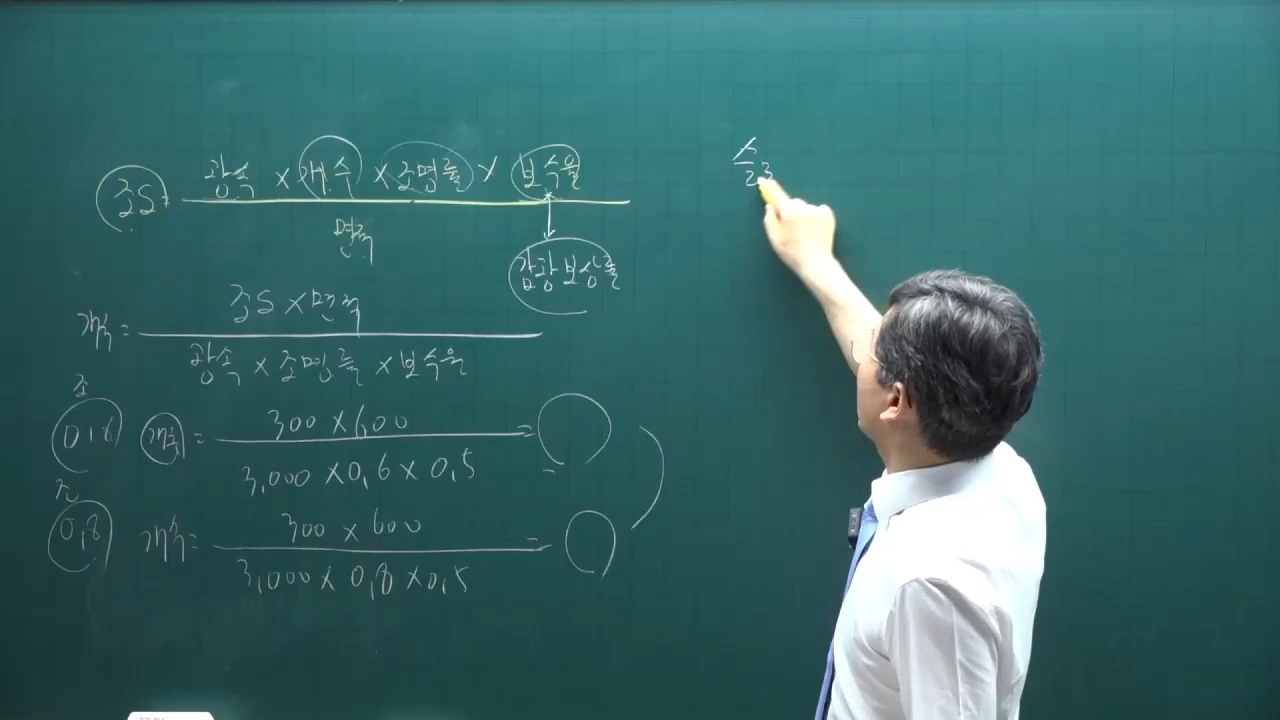 조도= 광속 × 개수 × 조명률 × 보수율
면적
감광보상률
개수= 조도 × 면적
광속 × 조명률 × 보수율
조
0.6 개수= 300 × 600 =
3,000 × 0.6 × 0.5
조
0.8 개수= 300 × 600 =
3,000 × 0.8 × 0.5
23